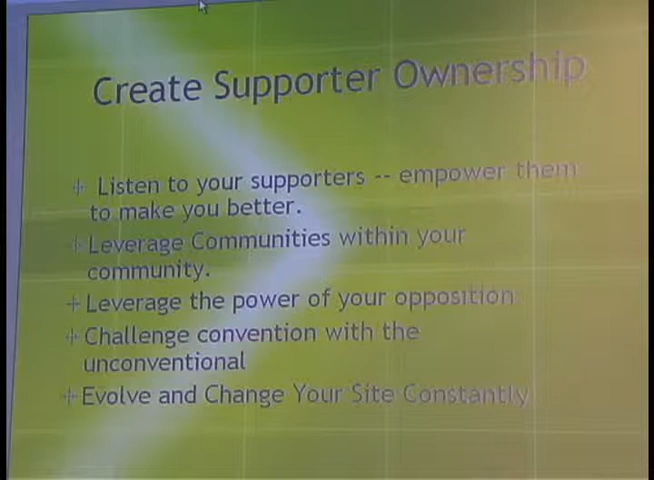 Create Supporter Ownership
Listen to your supporters -- empower them
to make you better.
Leverage Communities within your
community.
Leverage the power of your opposition
Challenge convention with the
unconventional
Evolve and Change Your Site Constantly